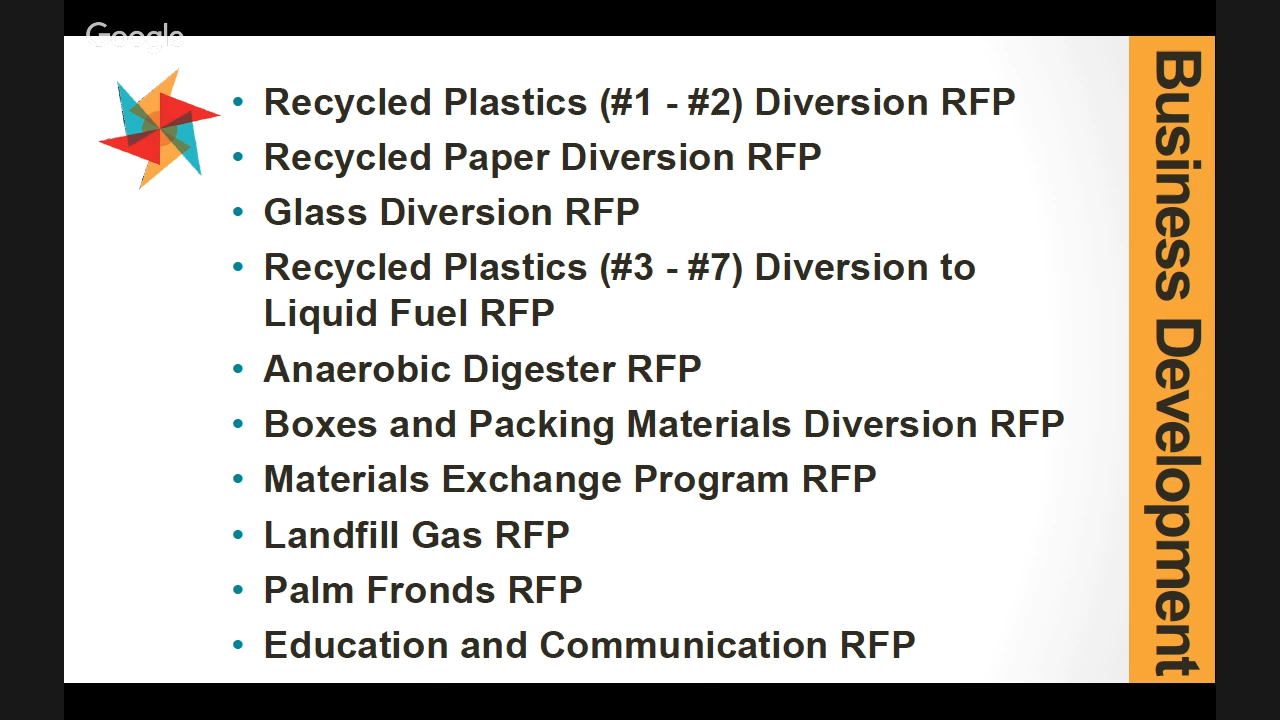 Google
• Recycled Plastics (#1 - #2) Diversion RFP
• Recycled Paper Diversion RFP
• Glass Diversion RFP
• Recycled Plastics (#3 - #7) Diversion to
Liquid Fuel RFP
• Anaerobic Digester RFP
• Boxes and Packing Materials Diversion RFP
• Materials Exchange Program RFP
• Landfill Gas RFP
• Palm Fronds RFP
• Education and Communication RFP
Business Development